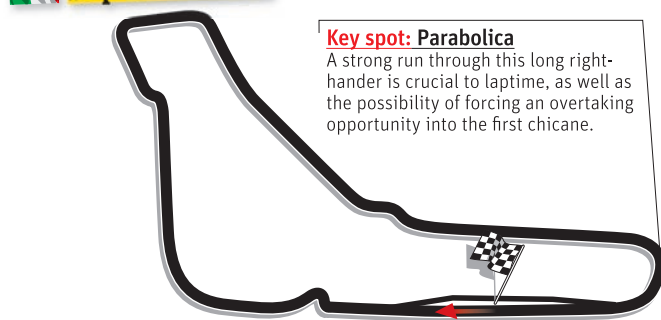 Key spot: Parabolica
A strong run through this long right-
hander is crucial to laptime, as well as
the possibility of forcing an overtaking
opportunity into the first chicane.